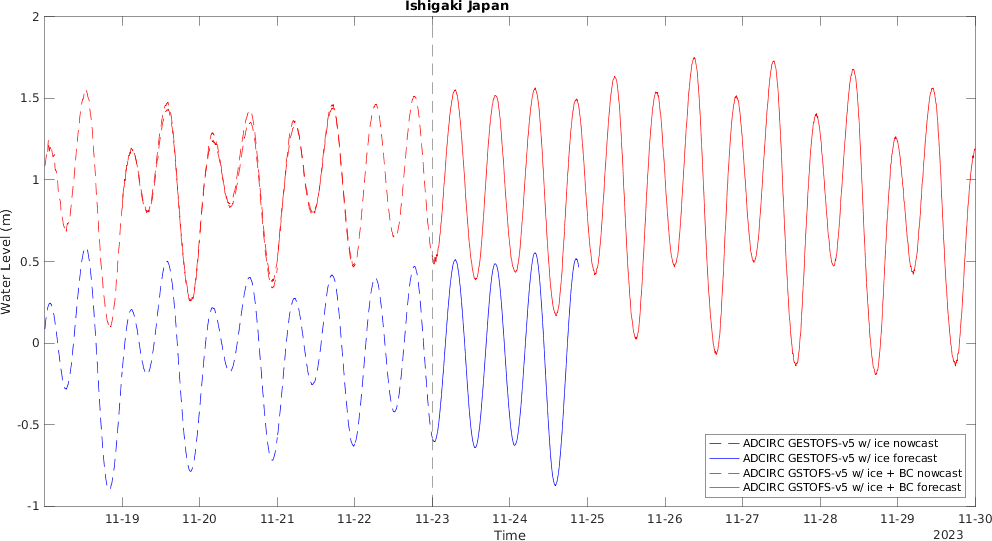 Ishigaki Japan
Water Level (m)
2
1.5
1
0.5
0
-0.5
-1
11-19
11-20
11-21
11-22
11-23
11-24
11-25
11-26
11-27
11-28
11-29
11-30
Time
2023
ADCIRC GESTOFS-v5 w/ ice nowcast
ADCIRC GESTOFS-v5 w/ ice forecast
ADCIRC GSTOFS-v5 w/ ice + BC nowcast
ADCIRC GSTOFS-v5 w/ ice + BC forecast